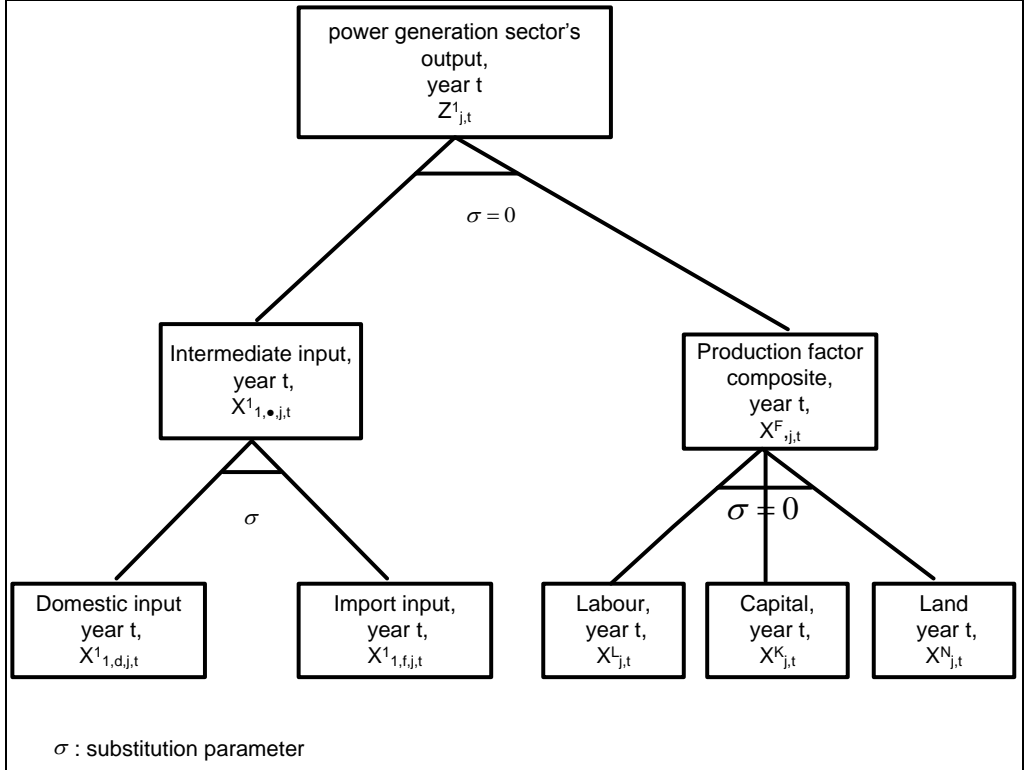 power generation sector's
output,
year t
Z¹j,t
σ = 0
Intermediate input,
year t,
X¹1,●,j,t
Production factor
composite,
year t,
Xᶠ,j,t
σ
σ = 0
Domestic input
year t,
X¹1,d,j,t
Import input,
year t,
X¹1,f,j,t
Labour,
year t,
Xᴸj,t
Capital,
year t,
Xᴷj,t
Land
year t,
Xᴺj,t
σ : substitution parameter